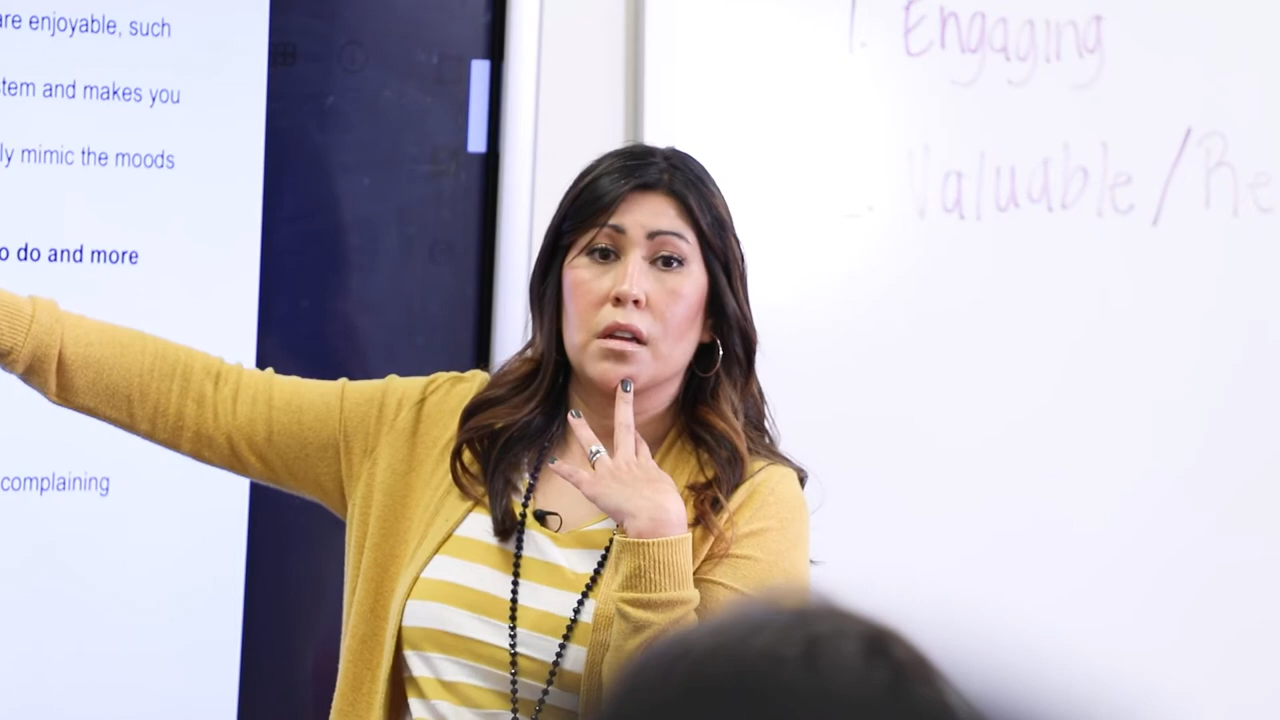 are enjoyable, such
stem and makes you
ly mimic the moods
o do and more
complaining
1. Engaging
Valuable/Re